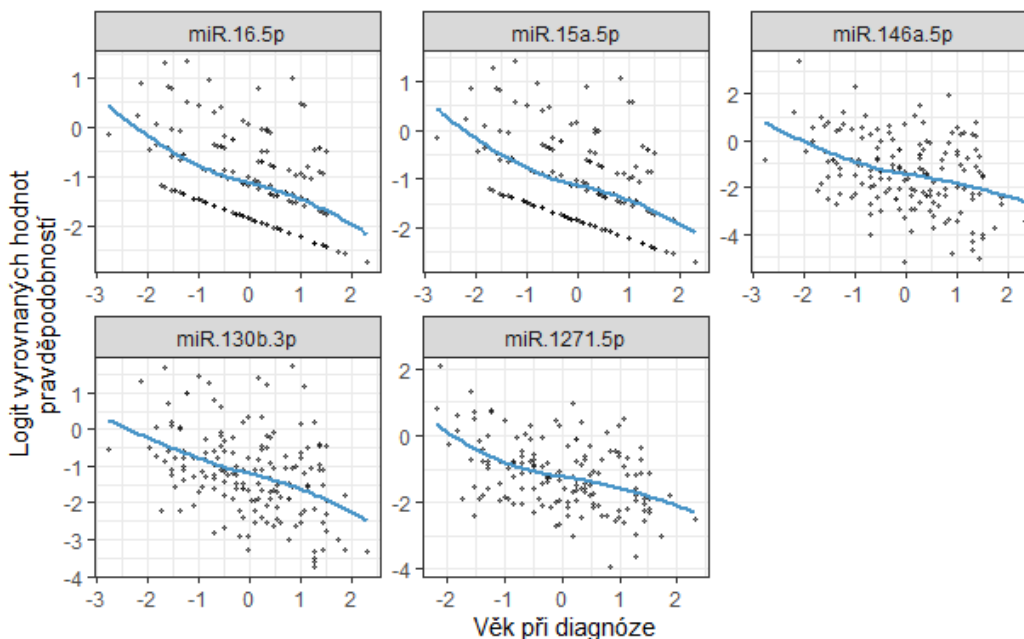 miR.16.5p
miR.15a.5p
miR.146a.5p
1
0
-1
-2
1
0
-1
-2
2
0
-2
-4
-3 -2 -1 0 1 2
-3 -2 -1 0 1 2
-3 -2 -1 0 1 2
miR.130b.3p
miR.1271.5p
1
0
-1
-2
-3
-4
2
0
-2
-4
-3 -2 -1 0 1 2
-2 -1 0 1 2
Logit vyrovnaných hodnot
pravděpodobností
Věk při diagnóze